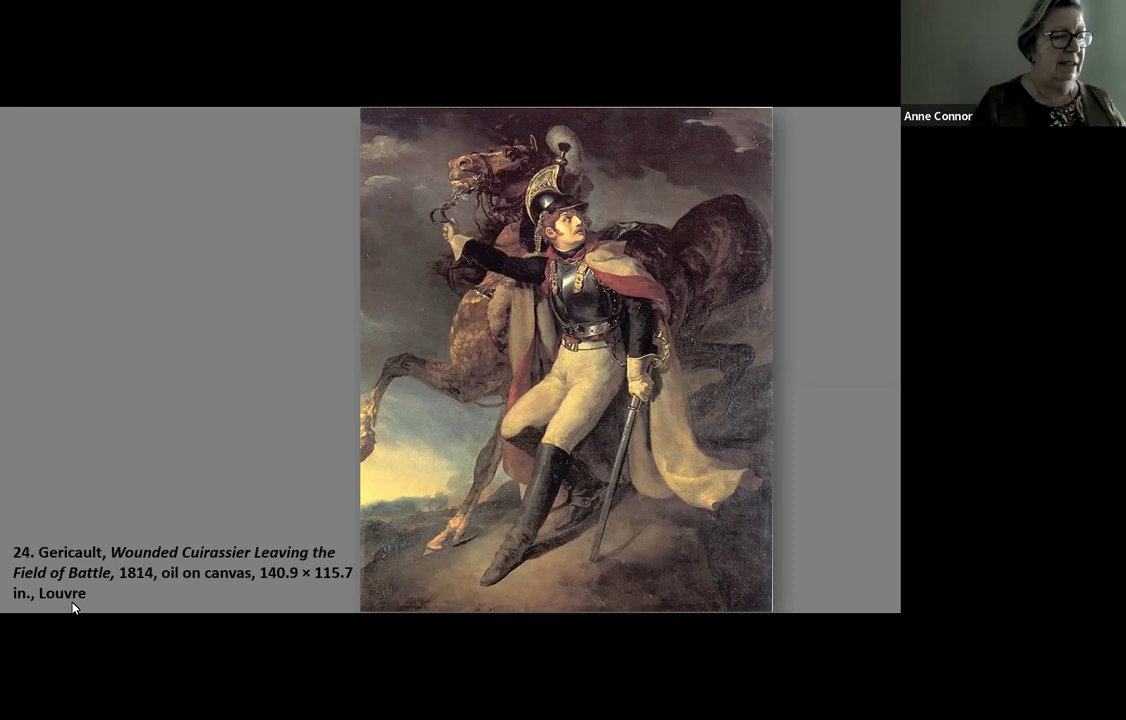 Anne Connor
24. Gericault, Wounded Cuirassier Leaving the
Field of Battle, 1814, oil on canvas, 140.9 × 115.7
in., Louvre